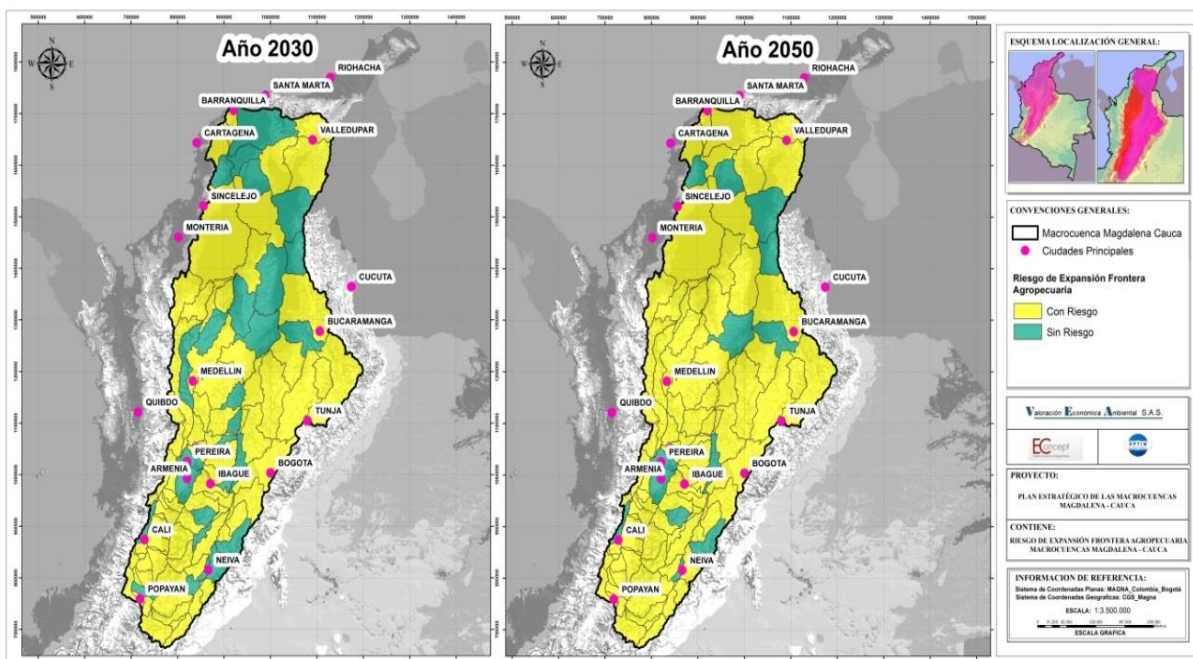 Año 2030
N
W
E
S
RIOHACHA
SANTA MARTA
BARRANQUILLA
CARTAGENA
VALLEDUPAR
SINCELEJO
MONTERIA
CUCUTA
BUCARAMANGA
MEDELLIN
QUIBDO
TUNJA
PEREIRA
ARMENIA
IBAGUE
BOGOTA
CALI
NEIVA
POPAYAN
Año 2050
N
W
E
S
RIOHACHA
SANTA MARTA
BARRANQUILLA
CARTAGENA
VALLEDUPAR
SINCELEJO
MONTERIA
CUCUTA
BUCARAMANGA
MEDELLIN
QUIBDO
TUNJA
PEREIRA
ARMENIA
IBAGUE
BOGOTA
CALI
NEIVA
POPAYAN
ESQUEMA LOCALIZACIÓN GENERAL:
CONVENCIONES GENERALES:
Macrocuenca Magdalena Cauca
Ciudades Principales
Riesgo de Expansión Frontera
Agropecuaria
Con Riesgo
Sin Riesgo
Valoración Económica Ambiental S.A.S.
EConcept
OPTIM
PROYECTO:
PLAN ESTRATÉGICO DE LAS MACROCUENCAS
MAGDALENA - CAUCA
CONTIENE:
RIESGO DE EXPANSIÓN FRONTERA AGROPECUARIA
MACROCUENCAS MAGDALENA - CAUCA
INFORMACION DE REFERENCIA:
Sistema de Coordenadas Planas: MAGNA_Colombia_Bogotá
Sistema de Coordenadas Geograficas: CGS_Magna
ESCALA: 1:3.500.000
ESCALA GRAFICA